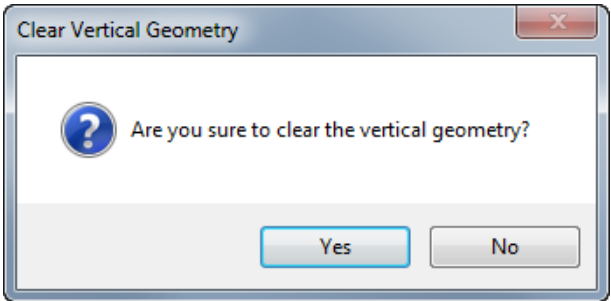 Clear Vertical Geometry
Are you sure to clear the vertical geometry?
Yes
No